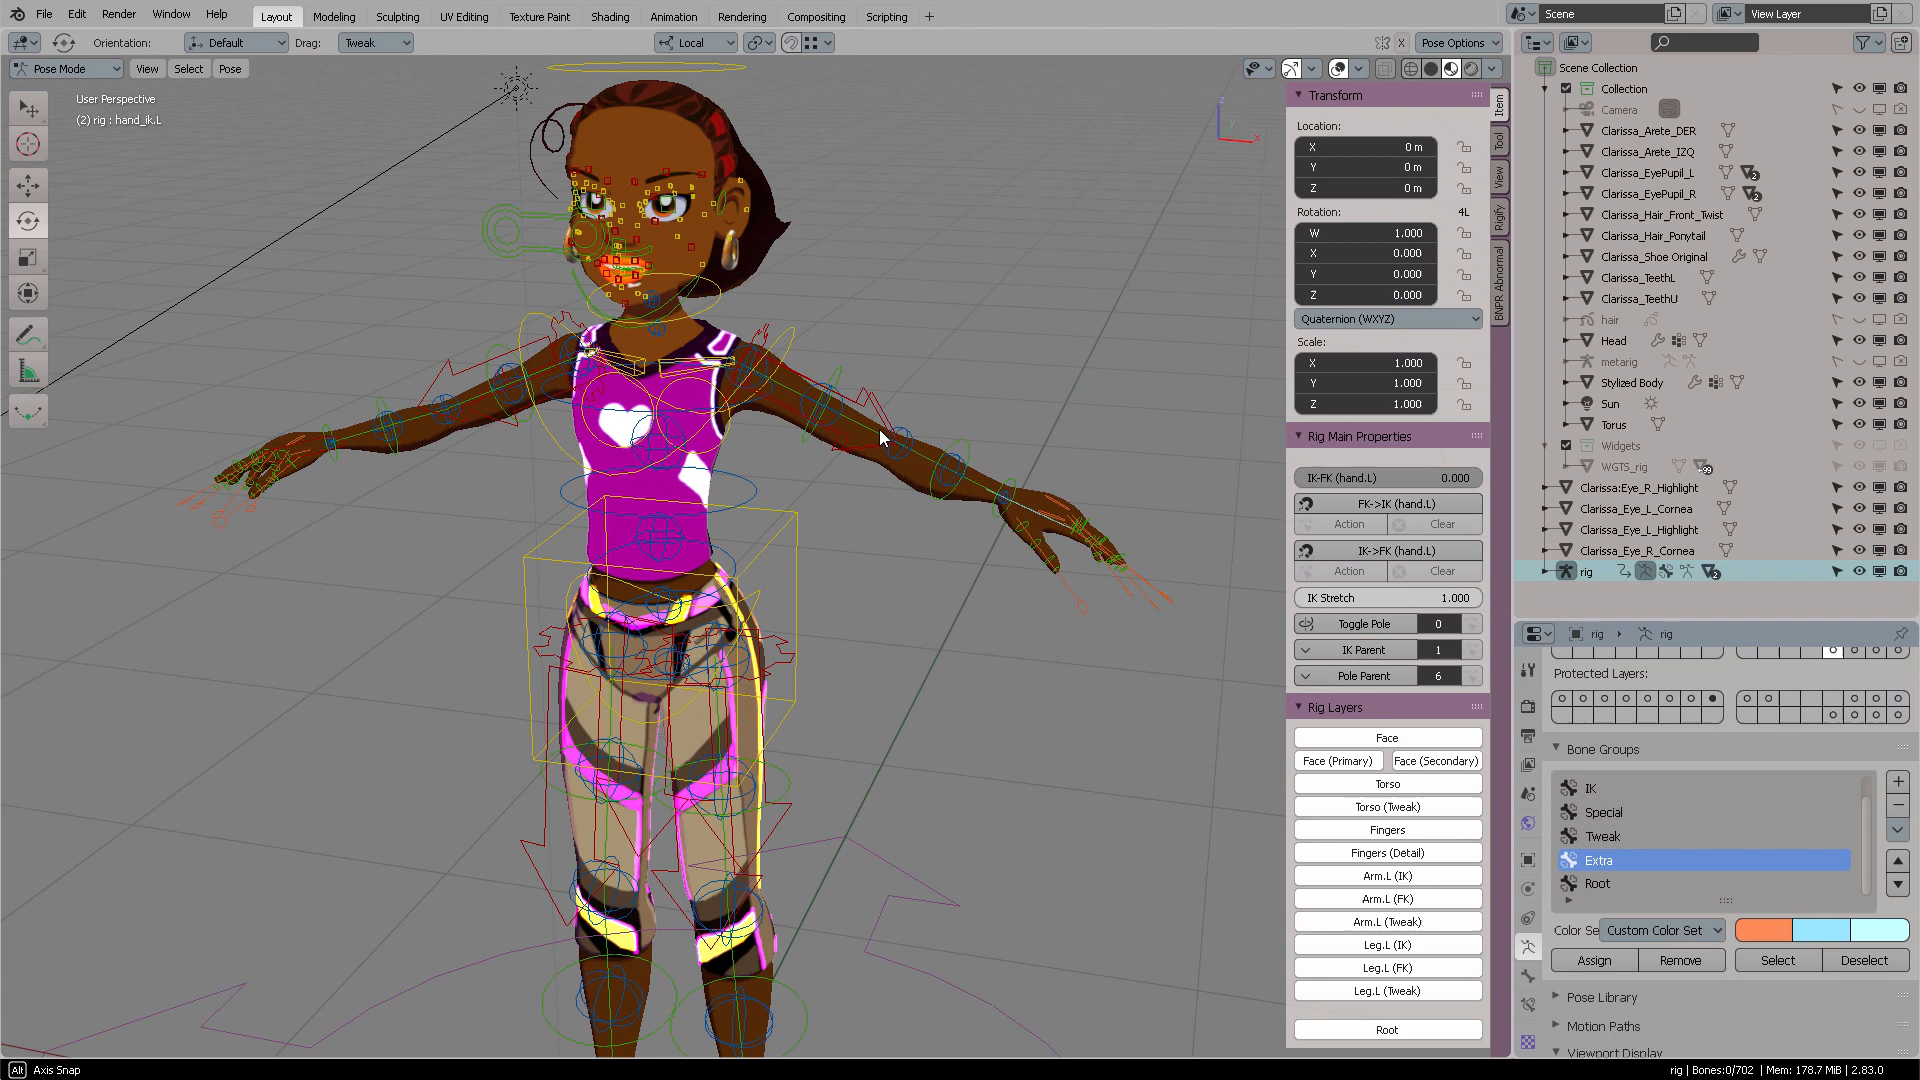 File Edit Render Window Help Layout Modeling Sculpting UV Editing Texture Paint Shading Animation Rendering Compositing Scripting + Scene View Layer
Orientation: Default Drag: Tweak Local X Pose Options
Pose Mode View Select Pose
User Perspective
(2) rig : hand_ik.L
Z
Y
X
Transform
Location:
X 0 m
Y 0 m
Z 0 m
Rotation: 4L
W 1.000
X 0.000
Y 0.000
Z 0.000
Quaternion (WXYZ)
Scale:
X 1.000
Y 1.000
Z 1.000
Rig Main Properties
IK-FK (hand.L) 0.000
FK->IK (hand.L)
Action Clear
IK->FK (hand.L)
Action Clear
IK Stretch 1.000
Toggle Pole 0
IK Parent 1
Pole Parent 6
Rig Layers
Face
Face (Primary) Face (Secondary)
Torso
Torso (Tweak)
Fingers
Fingers (Detail)
Arm.L (IK)
Arm.L (FK)
Arm.L (Tweak)
Leg.L (IK)
Leg.L (FK)
Leg.L (Tweak)
Root
Item
Tool
View
Rigify
BNPR Abnormal
Scene Collection
Collection
Camera
Clarissa_Arete_DER
Clarissa_Arete_IZQ
Clarissa_EyePupil_L 2
Clarissa_EyePupil_R 2
Clarissa_Hair_Front_Twist
Clarissa_Hair_Ponytail
Clarissa_Shoe Original
Clarissa_TeethL
Clarissa_TeethU
hair
Head
metarig
Stylized Body
Sun
Torus
Widgets
WGTS_rig +99
Clarissa:Eye_R_Highlight
Clarissa_Eye_L_Cornea
Clarissa_Eye_L_Highlight
Clarissa_Eye_R_Cornea
rig 2
rig rig
Protected Layers:
Bone Groups
IK
Special
Tweak
Extra
Root
Color Se Custom Color Set
Assign Remove Select Deselect
Pose Library
Motion Paths
Viewport Display
Alt Axis Snap
rig | Bones:0/702 | Mem: 178.7 MiB | 2.83.0